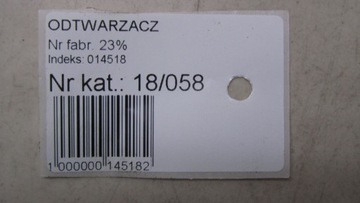 ODTWARZACZ
Nr fabr. 23%
Indeks: 014518
Nr kat.: 18/058
1 000000 145182